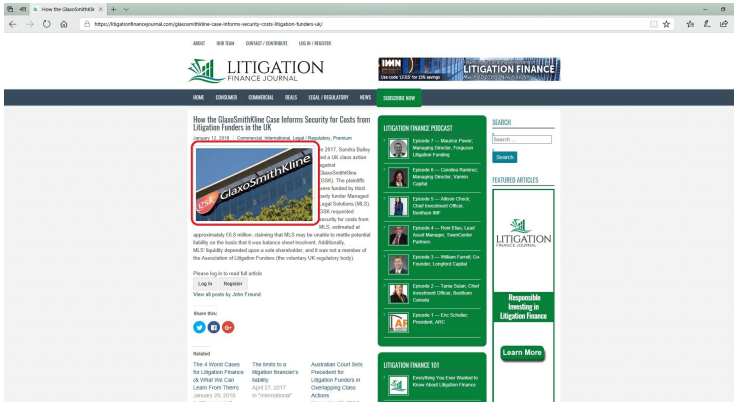 How the GlaxoSmithKlin
https://litigationfinancejournal.com/glaxosmithkline-case-informs-security-costs-litigation-funders-uk/
ABOUT OUR TEAM CONTACT / CONTRIBUTE LOG IN / REGISTER
LITIGATION
FINANCE JOURNAL
IMN
Use code 'LFJ15' for 15% savings
LITIGATION FINANCE
HOME CONSUMER COMMERCIAL DEALS LEGAL / REGULATORY NEWS SUBSCRIBE NOW
How the GlaxoSmithKline Case Informs Security for Costs from
Litigation Funders in the UK
January 12, 2018 | Commercial, International, Legal / Regulatory, Premium
gsk GlaxoSmithKline
In 2017, Sandra Bailey
led a UK class action
against
GlaxoSmithKline
(GSK). The plaintiffs
were funded by third
party funder Managed
Legal Solutions (MLS).
GSK requested
security for costs from
MLS, estimated at
approximately £6.8 million, claiming that MLS may be unable to mettle potential
liability on the basis that it was balance sheet insolvent. Additionally,
MLS' liquidity depended upon a sole shareholder, and it was not a member of
the Association of Litigation Funders (the voluntary UK regulatory body).
Please log in to read full article
Log In Register
View all posts by John Freund
Share this:
Related
The 4 Worst Cases
for Litigation Finance
(& What We Can
Learn From Them)
January 29, 2018
The limits to a
litigation financier's
liability
April 27, 2017
In "International"
Australian Court Sets
Precedent for
Litigation Funders in
Overlapping Class
Actions
LITIGATION FINANCE PODCAST
Episode 7 — Maurice Power;
Managing Director, Ferguson
Litigation Funding
Episode 6 — Carolina Ramirez;
Managing Director, Vannin
Capital
Episode 5 — Allison Chock;
Chief Investment Officer,
Bentham IMF
Episode 4 — Roni Elias; Lead
Asset Manager, TownCenter
Partners
Episode 3 — William Farrell; Co-
Founder, Longford Capital
Episode 2 — Tania Sulan; Chief
Investment Officer, Bentham
Canada
Episode 1 — Eric Schuller;
President, ARC
LITIGATION FINANCE 101
Everything You Ever Wanted to
Know About Litigation Finance
SEARCH
Search ...
Search
FEATURED ARTICLES
LITIGATION
FINANCE JOURNAL
Responsible
Investing in
Litigation Finance
Learn More